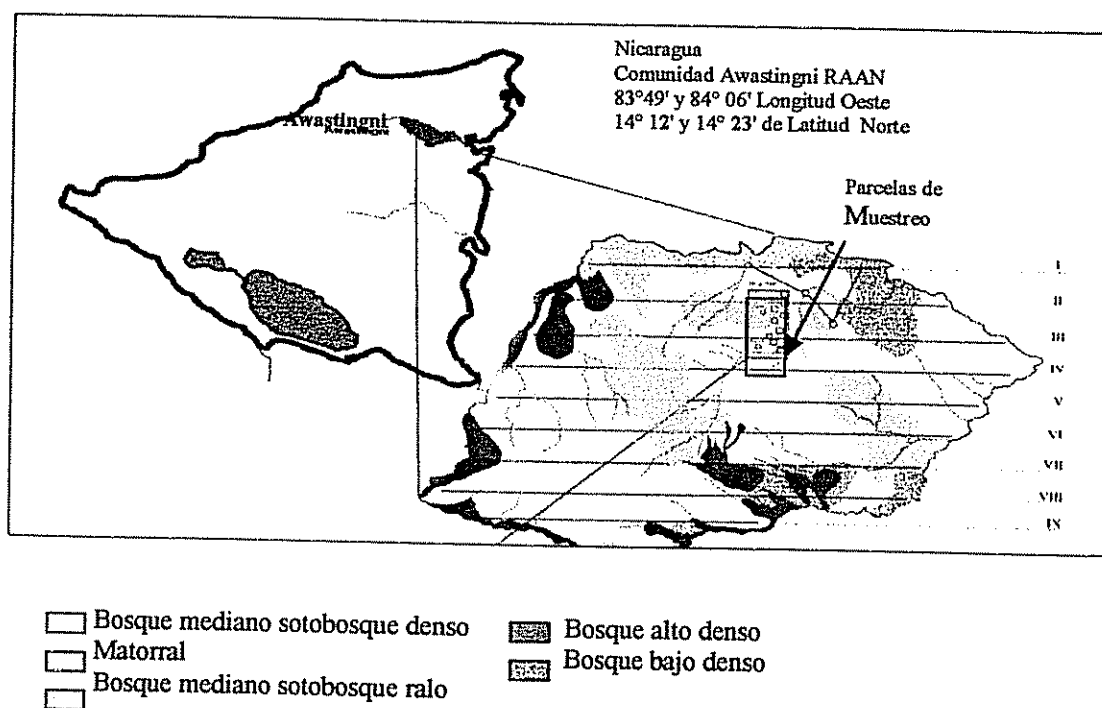 Nicaragua
Comunidad Awastingni RAAN
83°49' y 84° 06' Longitud Oeste
14° 12' y 14° 23' de Latitud Norte
Awastingni
Awastingni
Parcelas de
Muestreo
I
II
III
IV
V
VI
VII
VIII
IX
Bosque mediano sotobosque denso
Matorral
Bosque mediano sotobosque ralo
Bosque alto denso
Bosque bajo denso